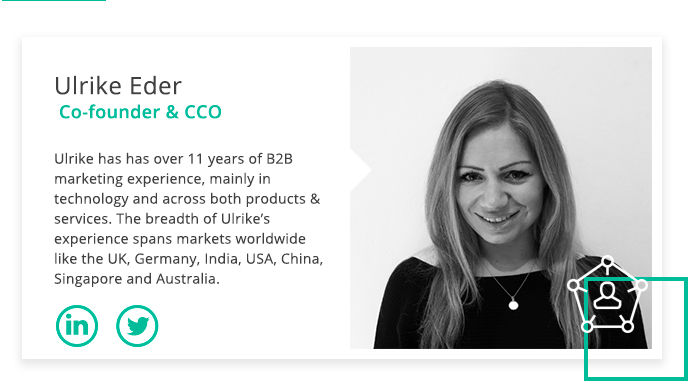 Ulrike Eder
Co-founder & CCO
Ulrike has has over 11 years of B2B
marketing experience, mainly in
technology and across both products &
services. The breadth of Ulrike’s
experience spans markets worldwide
like the UK, Germany, India, USA, China,
Singapore and Australia.
in